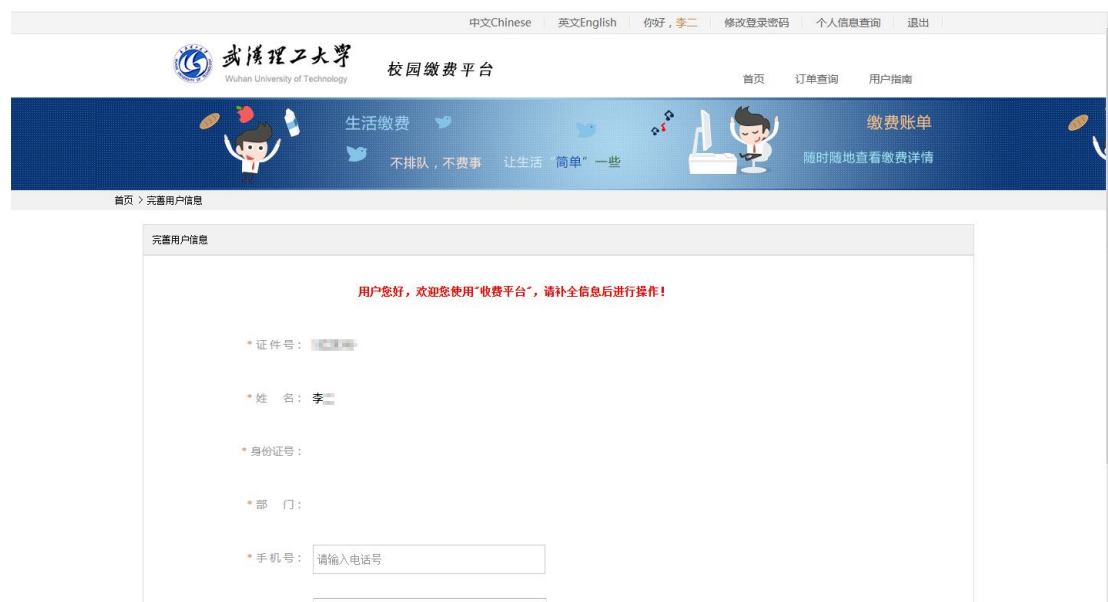 中文Chinese 英文English 你好，李二 修改登录密码 个人信息查询 退出
武汉理工大学
Wuhan University of Technology
校园缴费平台
首页 订单查询 用户指南
生活缴费
不排队，不费事 让生活“简单”一些
缴费账单
随时随地查看缴费详情
首页 > 完善用户信息
完善用户信息
用户您好，欢迎您使用"收费平台"，请补全信息后进行操作！
*证件号：
*姓 名： 李
*身份证号：
*部 门：
*手机号： 请输入电话号